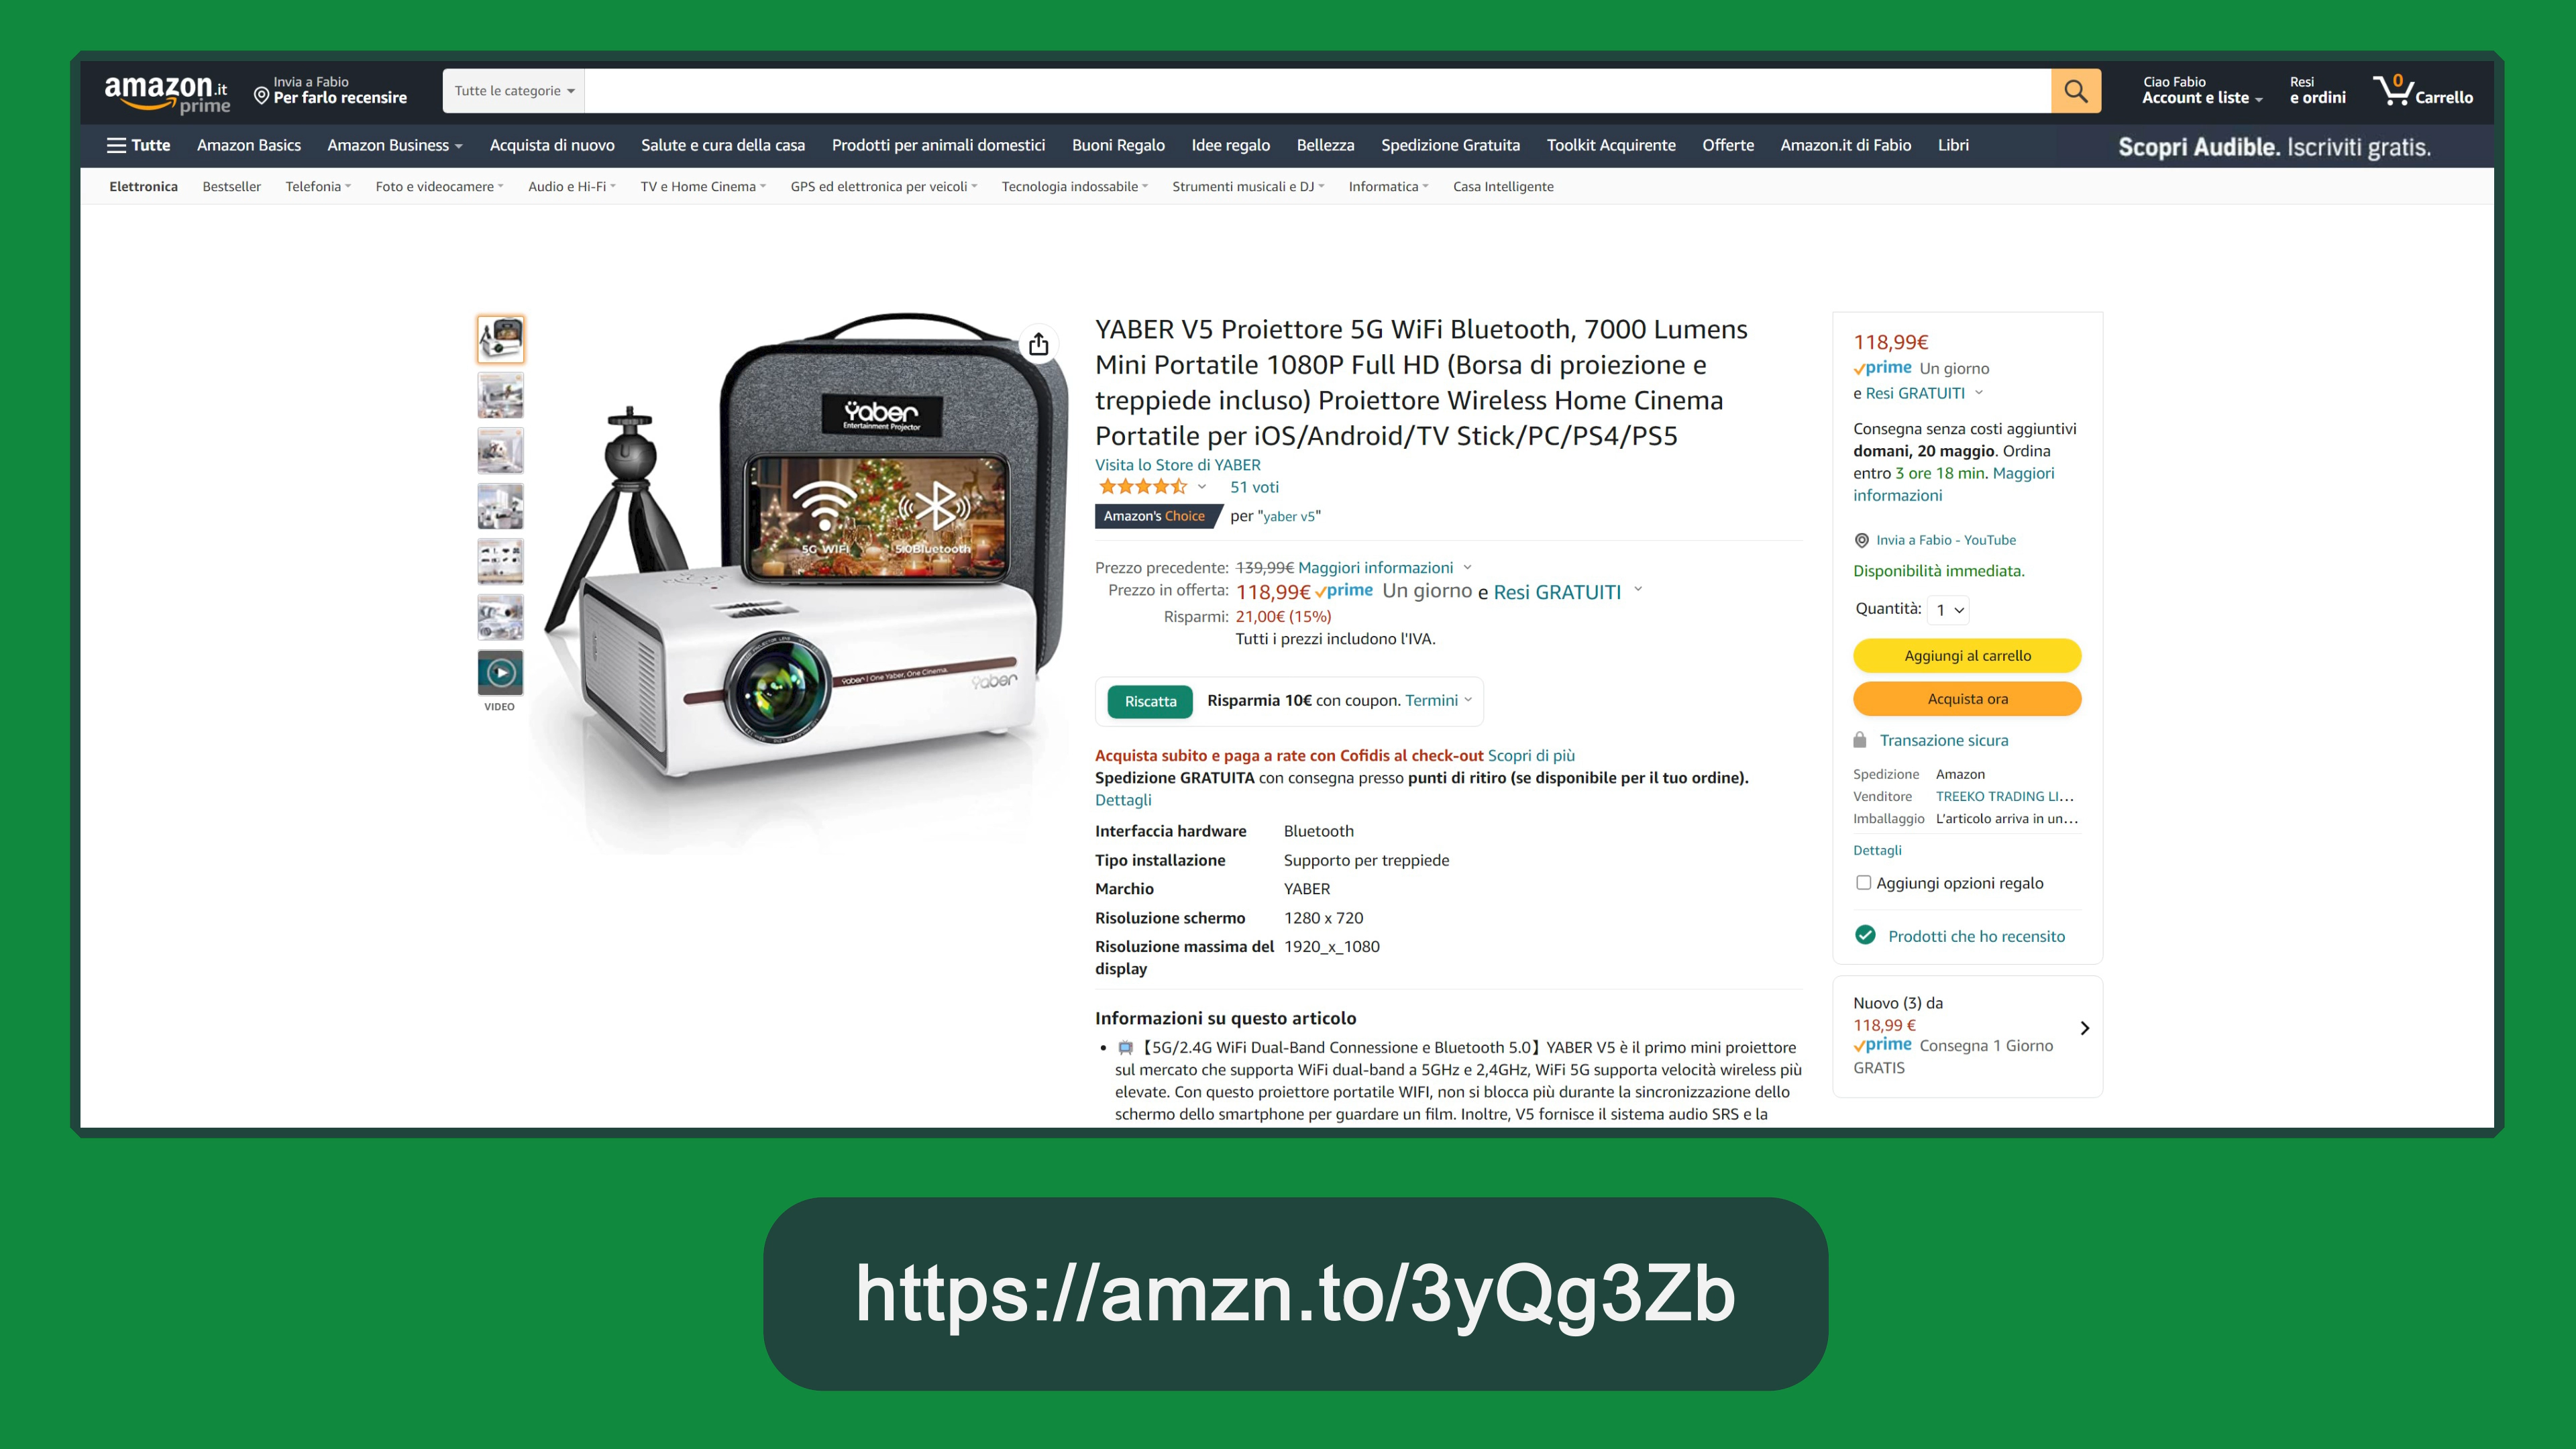 amazon.it
prime
Invia a Fabio
Per farlo recensire
Tutte le categorie
Ciao Fabio
Account e liste
Resi
e ordini
0
Carrello
Tutte
Amazon Basics
Amazon Business
Acquista di nuovo
Salute e cura della casa
Prodotti per animali domestici
Buoni Regalo
Idee regalo
Bellezza
Spedizione Gratuita
Toolkit Acquirente
Offerte
Amazon.it di Fabio
Libri
Scopri Audible. Iscriviti gratis.
Elettronica
Bestseller
Telefonia
Foto e videocamere
Audio e Hi-Fi
TV e Home Cinema
GPS ed elettronica per veicoli
Tecnologia indossabile
Strumenti musicali e DJ
Informatica
Casa Intelligente
VIDEO
Yaber
Entertainment Projector
5G WIFI
5.0Bluetooth
Yaber | One Yaber, One Cinema.
Yaber
YABER V5 Proiettore 5G WiFi Bluetooth, 7000 Lumens
Mini Portatile 1080P Full HD (Borsa di proiezione e
treppiede incluso) Proiettore Wireless Home Cinema
Portatile per iOS/Android/TV Stick/PC/PS4/PS5
Visita lo Store di YABER
51 voti
Amazon's Choice per "yaber v5"
Prezzo precedente: 139,99€ Maggiori informazioni
Prezzo in offerta: 118,99€ prime Un giorno e Resi GRATUITI
Risparmi: 21,00€ (15%)
Tutti i prezzi includono l'IVA.
Riscatta Risparmia 10€ con coupon. Termini
Acquista subito e paga a rate con Cofidis al check-out Scopri di più
Spedizione GRATUITA con consegna presso punti di ritiro (se disponibile per il tuo ordine).
Dettagli
Interfaccia hardware Bluetooth
Tipo installazione Supporto per treppiede
Marchio YABER
Risoluzione schermo 1280 x 720
Risoluzione massima del 1920_x_1080
display
Informazioni su questo articolo
• 📺【5G/2.4G WiFi Dual-Band Connessione e Bluetooth 5.0】YABER V5 è il primo mini proiettore
sul mercato che supporta WiFi dual-band a 5GHz e 2,4GHz, WiFi 5G supporta velocità wireless più
elevate. Con questo proiettore portatile WIFI, non si blocca più durante la sincronizzazione dello
schermo dello smartphone per guardare un film. Inoltre, V5 fornisce il sistema audio SRS e la
118,99€
prime Un giorno
e Resi GRATUITI
Consegna senza costi aggiuntivi
domani, 20 maggio. Ordina
entro 3 ore 18 min. Maggiori
informazioni
Invia a Fabio - YouTube
Disponibilità immediata.
Quantità: 1
Aggiungi al carrello
Acquista ora
Transazione sicura
Spedizione Amazon
Venditore TREEKO TRADING LI...
Imballaggio L'articolo arriva in un...
Dettagli
Aggiungi opzioni regalo
Prodotti che ho recensito
Nuovo (3) da
118,99 €
prime Consegna 1 Giorno
GRATIS
https://amzn.to/3yQg3Zb